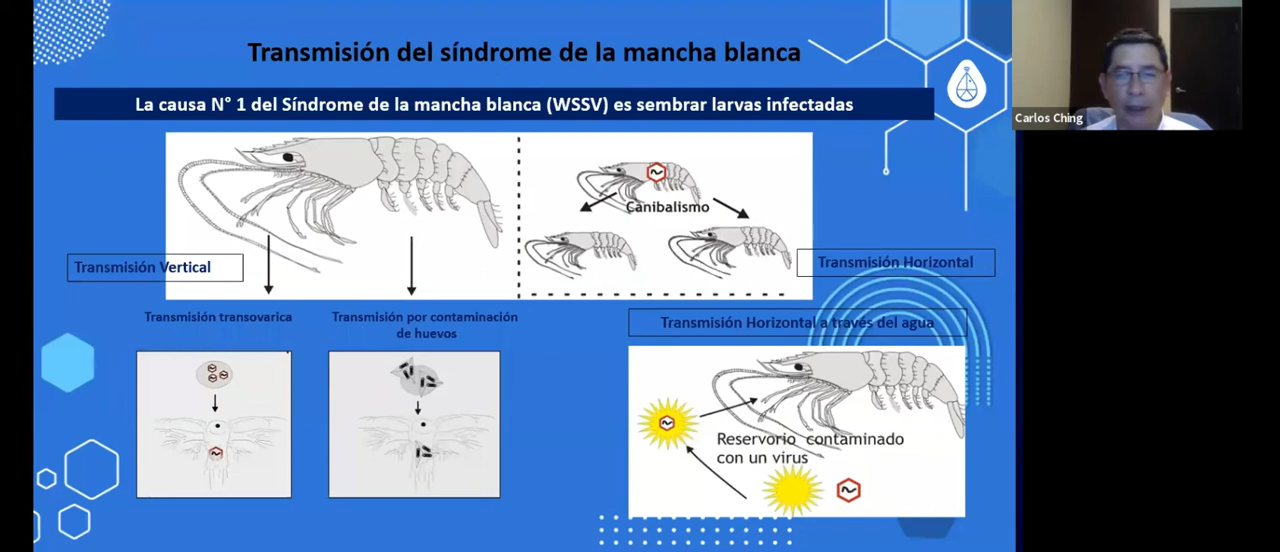 Transmisión del síndrome de la mancha blanca
La causa N° 1 del Síndrome de la mancha blanca (WSSV) es sembrar larvas infectadas
Carlos Ching
Canibalismo
Transmisión Vertical
Transmisión Horizontal
Transmisión transovarica
Transmisión por contaminación
de huevos
Transmisión Horizontal a través del agua
Reservorio contaminado
con un virus